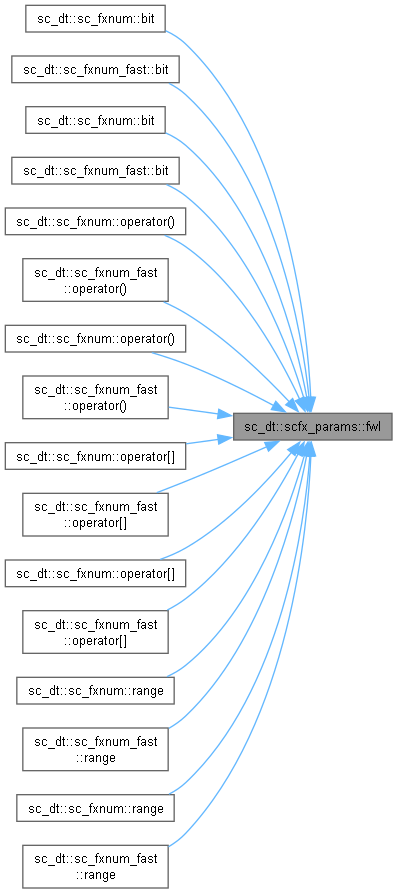 sc_dt::sc_fxnum::bit
sc_dt::sc_fxnum_fast::bit
sc_dt::sc_fxnum::bit
sc_dt::sc_fxnum_fast::bit
sc_dt::sc_fxnum::operator()
sc_dt::sc_fxnum_fast
::operator()
sc_dt::sc_fxnum::operator()
sc_dt::sc_fxnum_fast
::operator()
sc_dt::scfx_params::fwl
sc_dt::sc_fxnum::operator[]
sc_dt::sc_fxnum_fast
::operator[]
sc_dt::sc_fxnum::operator[]
sc_dt::sc_fxnum_fast
::operator[]
sc_dt::sc_fxnum::range
sc_dt::sc_fxnum_fast
::range
sc_dt::sc_fxnum::range
sc_dt::sc_fxnum_fast
::range